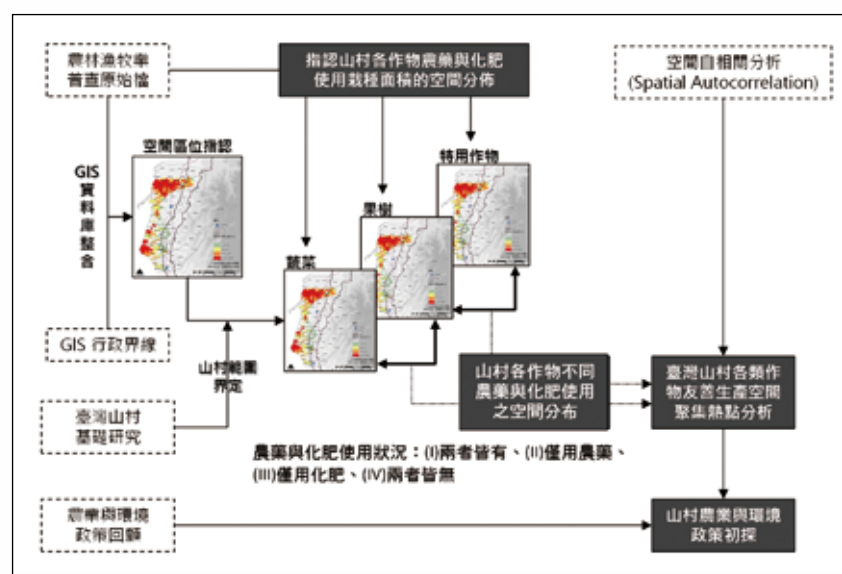 農林漁牧業
普查原始檔
指認山村各作物農藥與化肥
使用栽種面積的空間分佈
空間自相關分析
(Spatial Autocorrelation)
空間區位指認
特用作物
果樹
蔬菜
GIS
資料庫整合
GIS 行政界線
山村範圍
界定
臺灣山村
基礎研究
山村各作物不同
農藥與化肥使用
之空間分布
臺灣山村各類作
物友善生產空間
聚集熱點分析
農藥與化肥使用狀況：(I)兩者皆有、(II)僅用農藥、
(III)僅用化肥、(IV)兩者皆無
農業與環境
政策回顧
山村農業與環境
政策初探